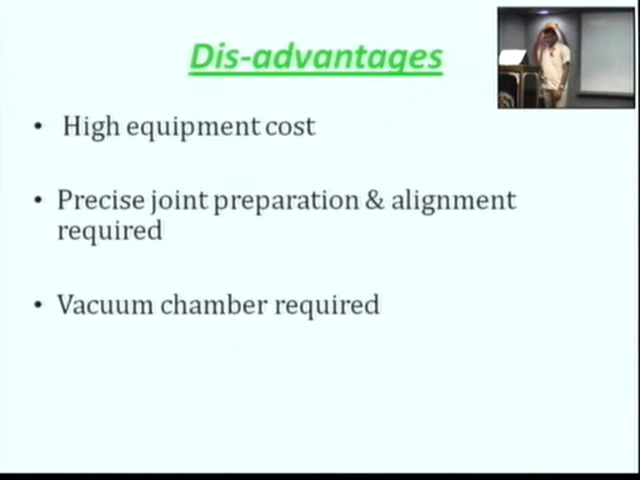 Dis-advantages
• High equipment cost
• Precise joint preparation & alignment
required
• Vacuum chamber required